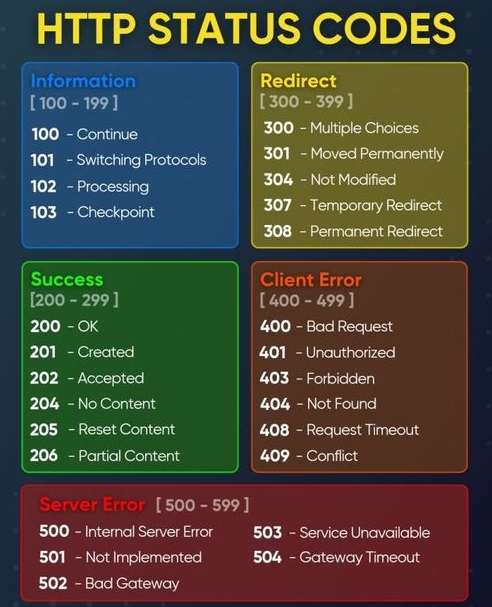 HTTP STATUS CODES
Information
[ 100 - 199 ]
100 - Continue
101 - Switching Protocols
102 - Processing
103 - Checkpoint
Redirect
[ 300 - 399 ]
300 - Multiple Choices
301 - Moved Permanently
304 - Not Modified
307 - Temporary Redirect
308 - Permanent Redirect
Success
[200 - 299 ]
200 - OK
201 - Created
202 - Accepted
204 - No Content
205 - Reset Content
206 - Partial Content
Client Error
[ 400 - 499 ]
400 - Bad Request
401 - Unauthorized
403 - Forbidden
404 - Not Found
408 - Request Timeout
409 - Conflict
Server Error [ 500 - 599 ]
500 - Internal Server Error
501 - Not Implemented
502 - Bad Gateway
503 - Service Unavailable
504 - Gateway Timeout